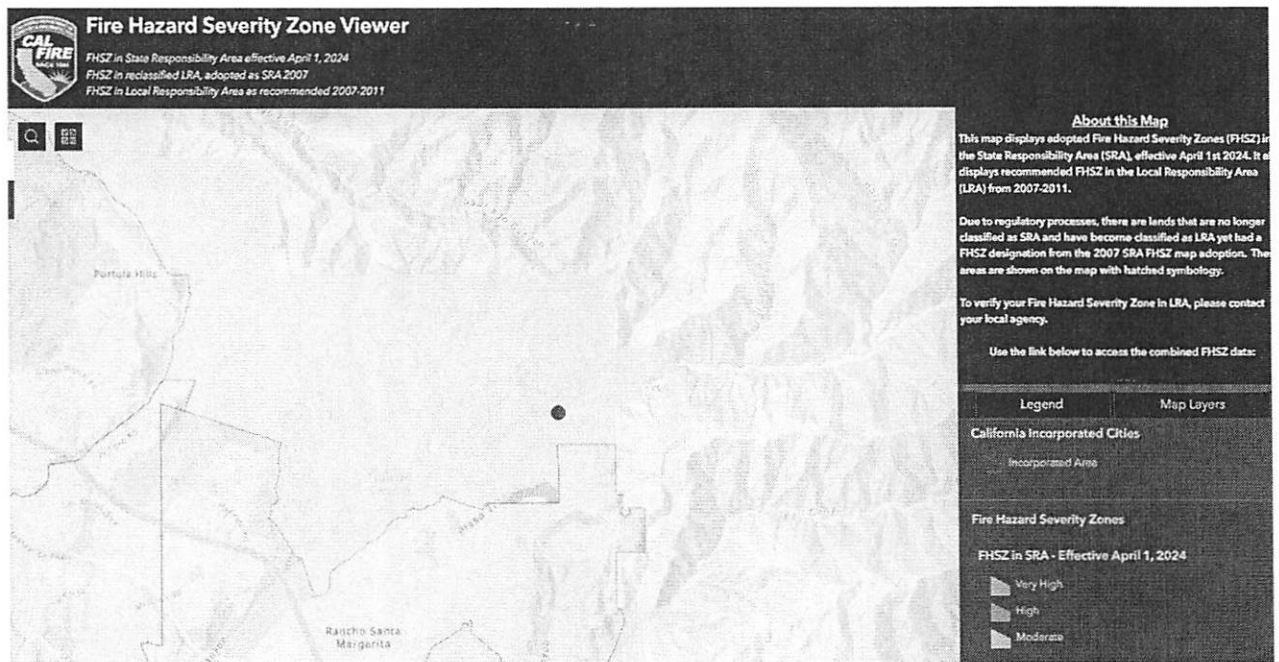 Fire Hazard Severity Zone Viewer
CAL
FIRE
SINCE 1885
FHSZ in State Responsibility Area effective April 1, 2024
FHSZ in reclassified LRA, adopted as SRA 2007
FHSZ in Local Responsibility Area as recommended 2007-2011
About this Map
This map displays adopted Fire Hazard Severity Zones (FHSZ) in
the State Responsibility Area (SRA), effective April 1st 2024. It al
displays recommended FHSZ in the Local Responsibility Area
(LRA) from 2007-2011.
Due to regulatory processes, there are lands that are no longer
classified as SRA and have become classified as LRA yet had a
FHSZ designation from the 2007 SRA FHSZ map adoption. The
areas are shown on the map with hatched symbology.
To verify your Fire Hazard Severity Zone in LRA, please contact
your local agency.
Use the link below to access the combined FHSZ data:
Legend
Map Layers
California Incorporated Cities
Incorporated Area
Fire Hazard Severity Zones
FHSZ in SRA - Effective April 1, 2024
Very High
High
Moderate
Portola Hills
Rancho Santa
Margarita